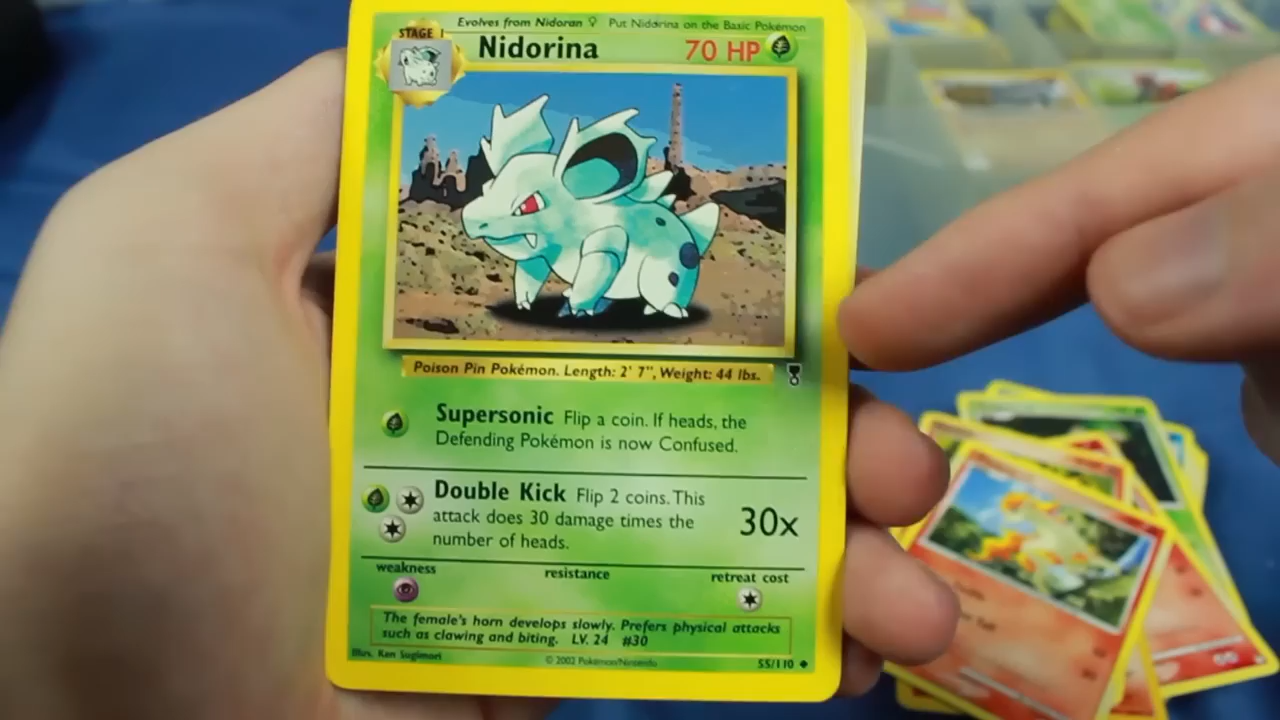 Evolves from Nidoran ♀ Put Nidorina on the Basic Pokémon
STAGE 1
Nidorina 70 HP
Poison Pin Pokémon. Length: 2' 7", Weight: 44 lbs.
Supersonic Flip a coin. If heads, the
Defending Pokémon is now Confused.
Double Kick Flip 2 coins. This
attack does 30 damage times the
number of heads.
30x
weakness resistance retreat cost
The female's horn develops slowly. Prefers physical attacks
such as clawing and biting. LV. 24 #30
Illus. Ken Sugimori © 2002 Pokémon/Nintendo 55/110